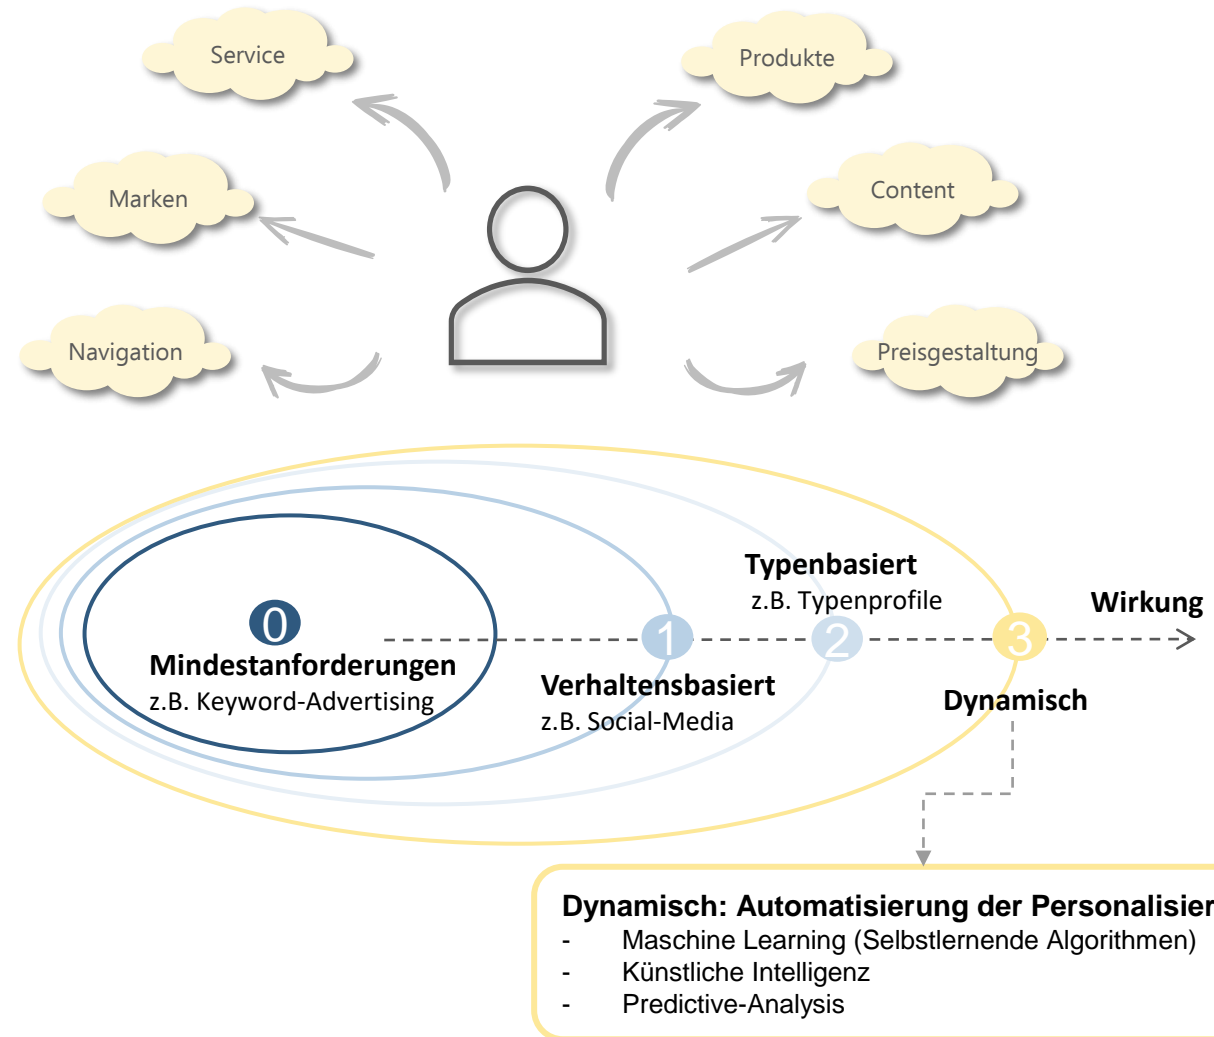 Service
Produkte
Marken
Content
Navigation
Preisgestaltung
Typenbasiert
z.B. Typenprofile
Wirkung
0
1
2
3
Mindestanforderungen
z.B. Keyword-Advertising
Verhaltensbasiert
z.B. Social-Media
Dynamisch
Dynamisch: Automatisierung der Personalisier
- Maschine Learning (Selbstlernende Algorithmen)
- Künstliche Intelligenz
- Predictive-Analysis